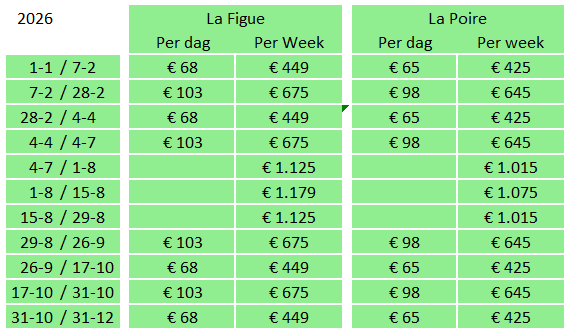 2026 La Figue La Poire
Per dag Per Week Per dag Per week
1-1 / 7-2 € 68 € 449 € 65 € 425
7-2 / 28-2 € 103 € 675 € 98 € 645
28-2 / 4-4 € 68 € 449 € 65 € 425
4-4 / 4-7 € 103 € 675 € 98 € 645
4-7 / 1-8 € 1.125 € 1.015
1-8 / 15-8 € 1.179 € 1.075
15-8 / 29-8 € 1.125 € 1.015
29-8 / 26-9 € 103 € 675 € 98 € 645
26-9 / 17-10 € 68 € 449 € 65 € 425
17-10 / 31-10 € 103 € 675 € 98 € 645
31-10 / 31-12 € 68 € 449 € 65 € 425